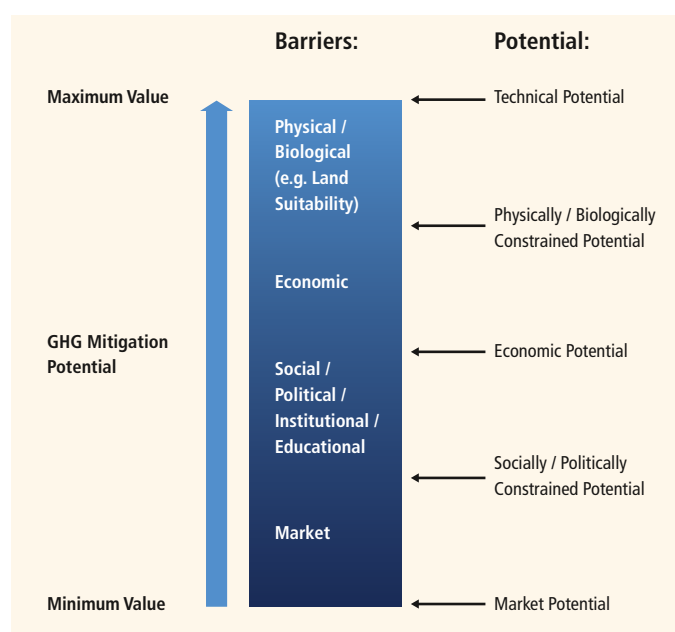 Barriers:
Potential:
Maximum Value
Technical Potential
Physical /
Biological
(e.g. Land
Suitability)
Physically / Biologically
Constrained Potential
Economic
GHG Mitigation
Potential
Economic Potential
Social /
Political /
Institutional /
Educational
Socially / Politically
Constrained Potential
Market
Minimum Value
Market Potential